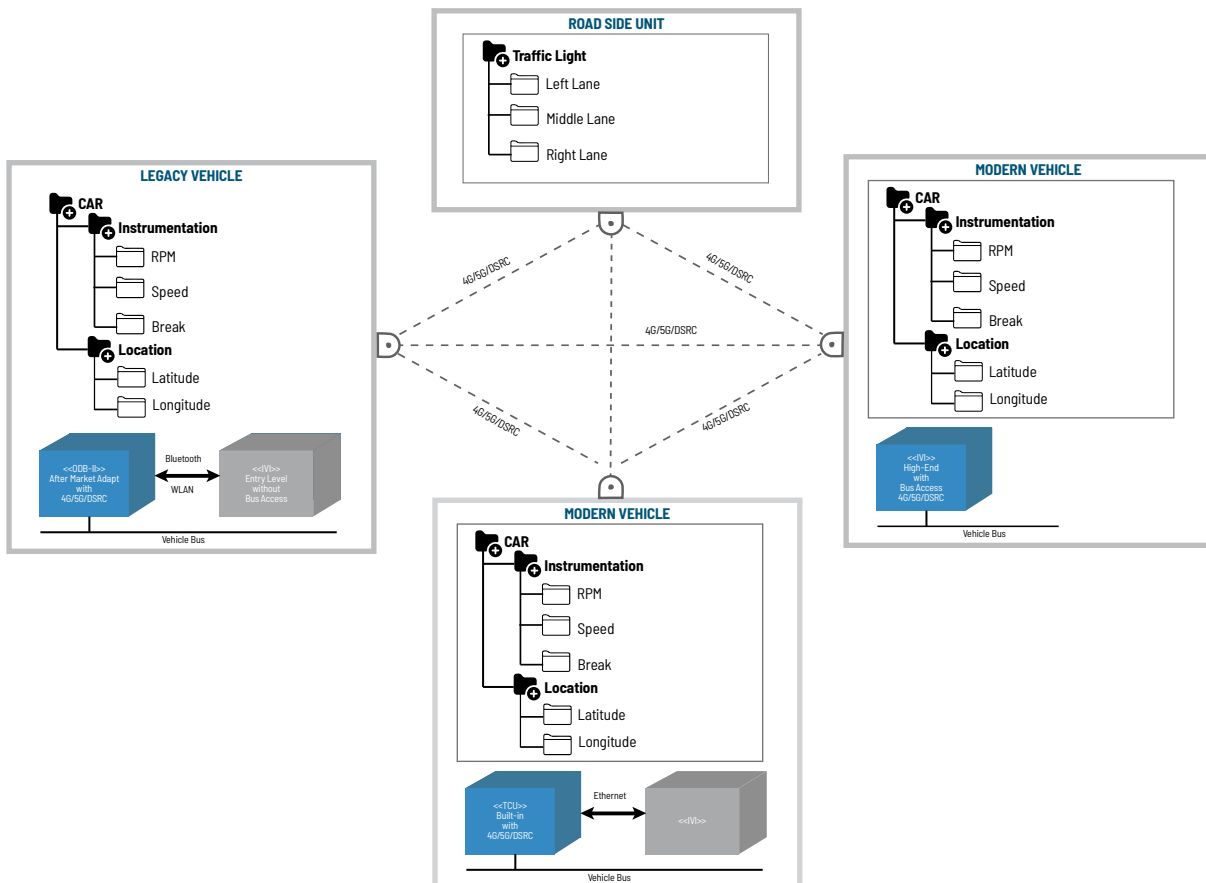 ROAD SIDE UNIT
Traffic Light
Left Lane
Middle Lane
Right Lane
LEGACY VEHICLE
CAR
Instrumentation
RPM
Speed
Break
Location
Latitude
Longitude
<<ODB-II>>
After Market Adapt
with
4G/5G/DSRC
Bluetooth
WLAN
<<IVI>>
Entry Level
without
Bus Access
Vehicle Bus
4G/5G/DSRC
4G/5G/DSRC
4G/5G/DSRC
4G/5G/DSRC
4G/5G/DSRC
MODERN VEHICLE
CAR
Instrumentation
RPM
Speed
Break
Location
Latitude
Longitude
<<IVI>>
High-End
with
Bus Access
4G/5G/DSRC
Vehicle Bus
MODERN VEHICLE
CAR
Instrumentation
RPM
Speed
Break
Location
Latitude
Longitude
<<TCU>>
Built-in
with
4G/5G/DSRC
Ethernet
<<IVI>>
Vehicle Bus